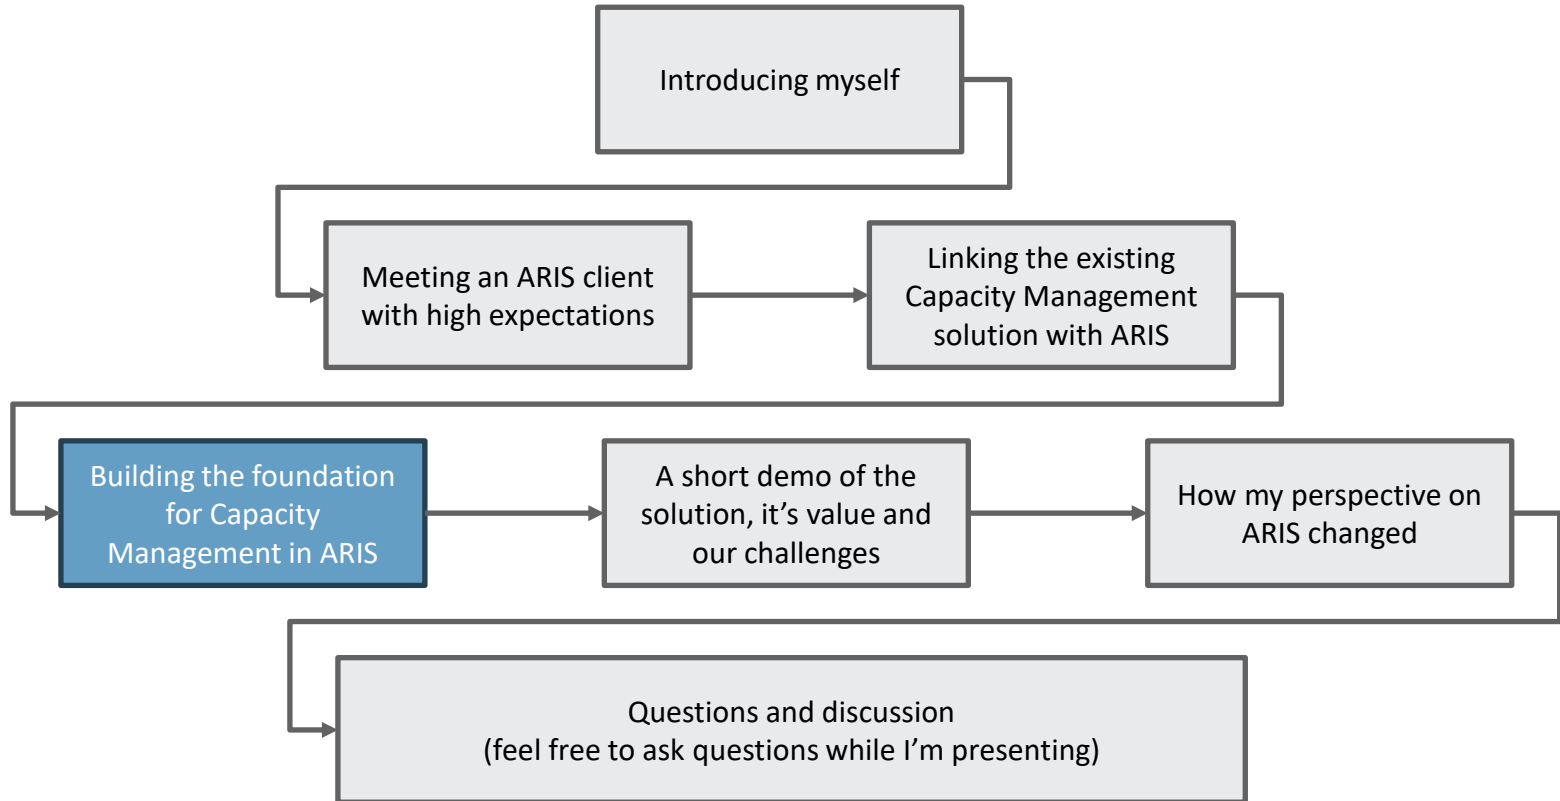 Introducing myself
Meeting an ARIS client
with high expectations
Linking the existing
Capacity Management
solution with ARIS
Building the foundation
for Capacity
Management in ARIS
A short demo of the
solution, it’s value and
our challenges
How my perspective on
ARIS changed
Questions and discussion
(feel free to ask questions while I’m presenting)